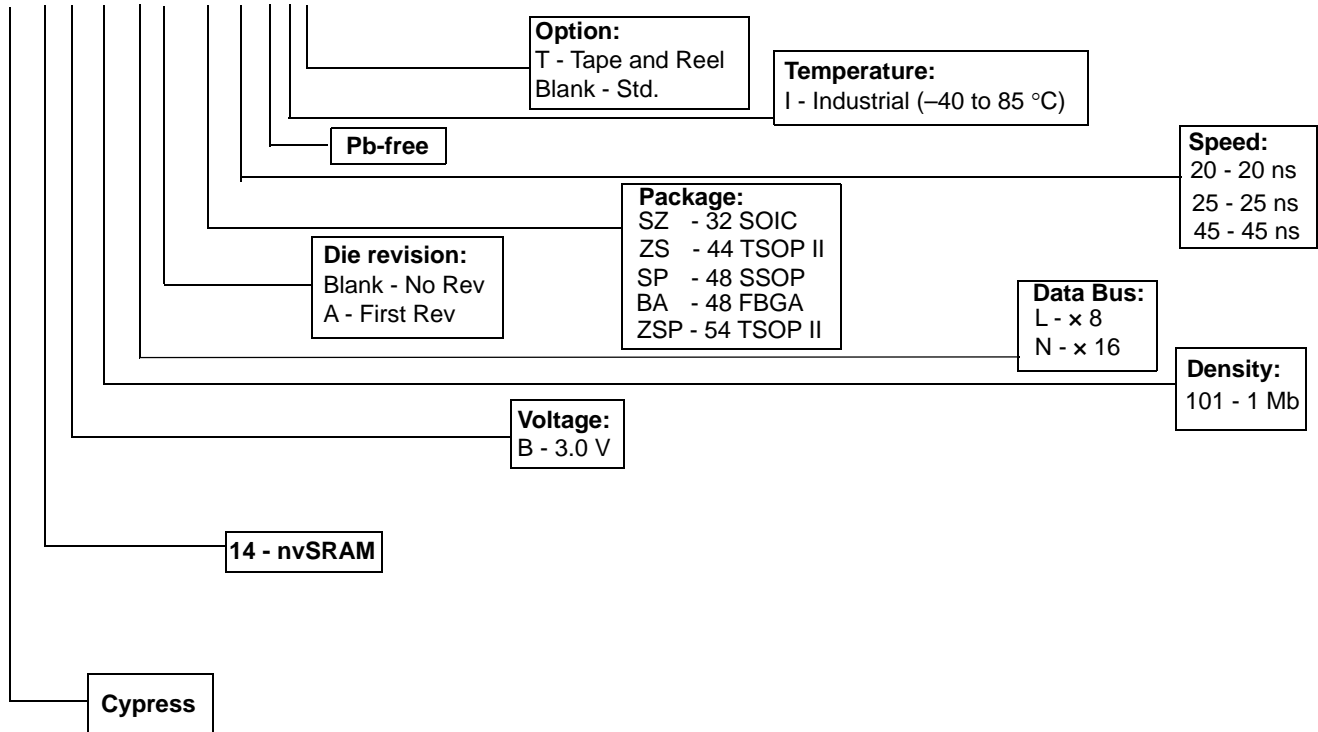 Option:
T - Tape and Reel
Blank - Std.
Temperature:
I - Industrial (–40 to 85 °C)
Pb-free
Speed:
20 - 20 ns
25 - 25 ns
45 - 45 ns
Package:
SZ - 32 SOIC
ZS - 44 TSOP II
SP - 48 SSOP
BA - 48 FBGA
ZSP - 54 TSOP II
Die revision:
Blank - No Rev
A - First Rev
Data Bus:
L - × 8
N - × 16
Density:
101 - 1 Mb
Voltage:
B - 3.0 V
14 - nvSRAM
Cypress